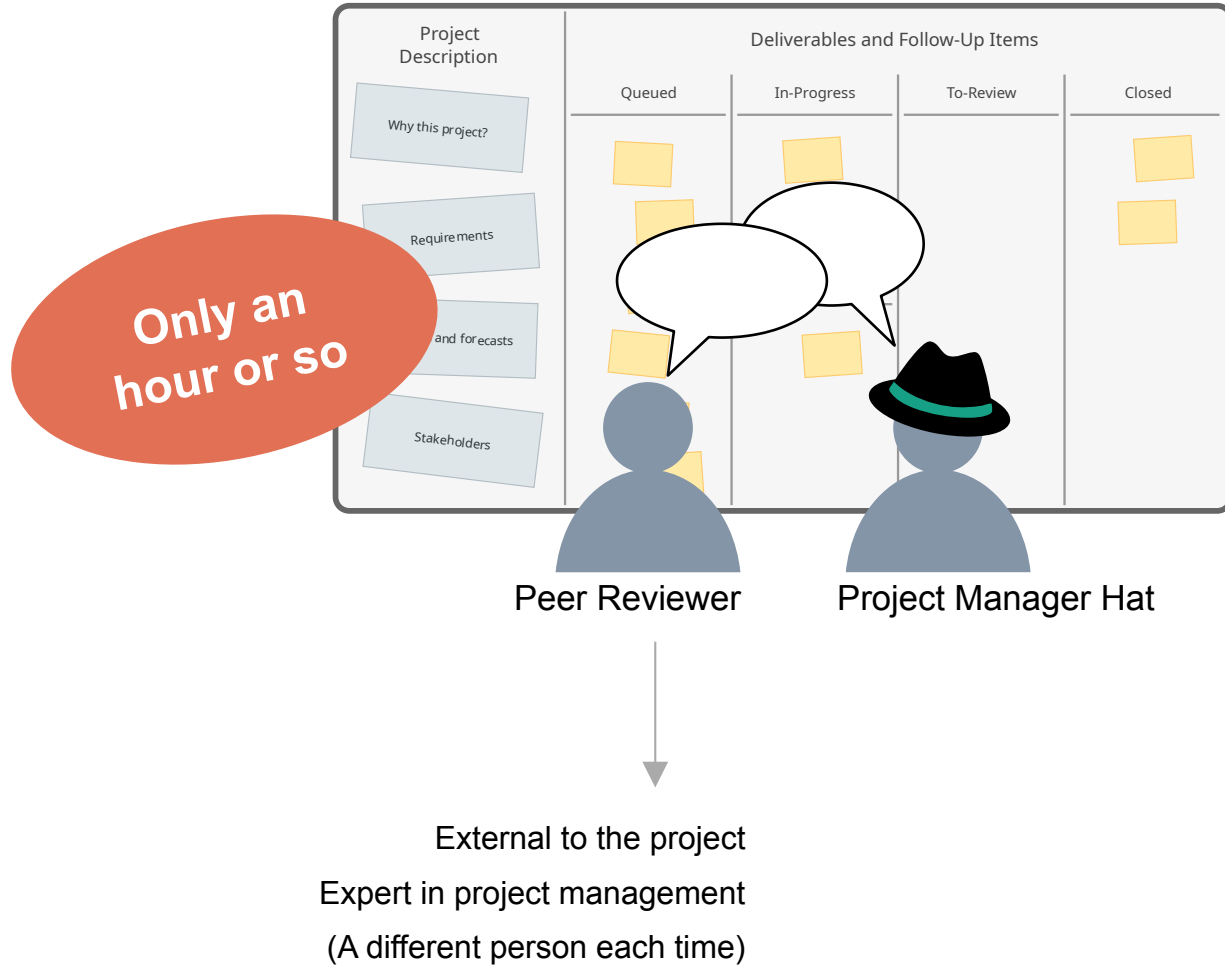 Project
Description
Deliverables and Follow-Up Items
Queued
In-Progress
To-Review
Closed
Why this project?
Requirements
and forecasts
Stakeholders
Only an
hour or so
Peer Reviewer
Project Manager Hat
External to the project
Expert in project management
(A different person each time)